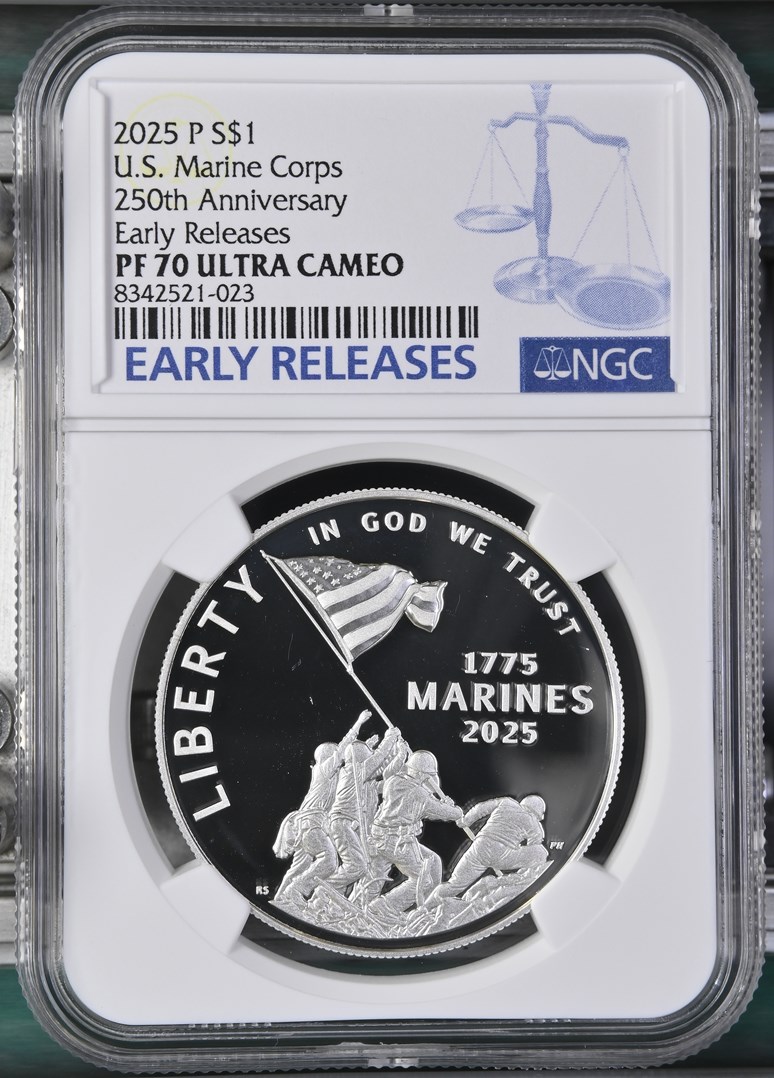 2025 P S$1
U.S. Marine Corps
250th Anniversary
Early Releases
PF 70 ULTRA CAMEO
8342521-023
EARLY RELEASES
NGC
IN GOD WE TRUST
LIBERTY
1775
MARINES
2025
RS
PH